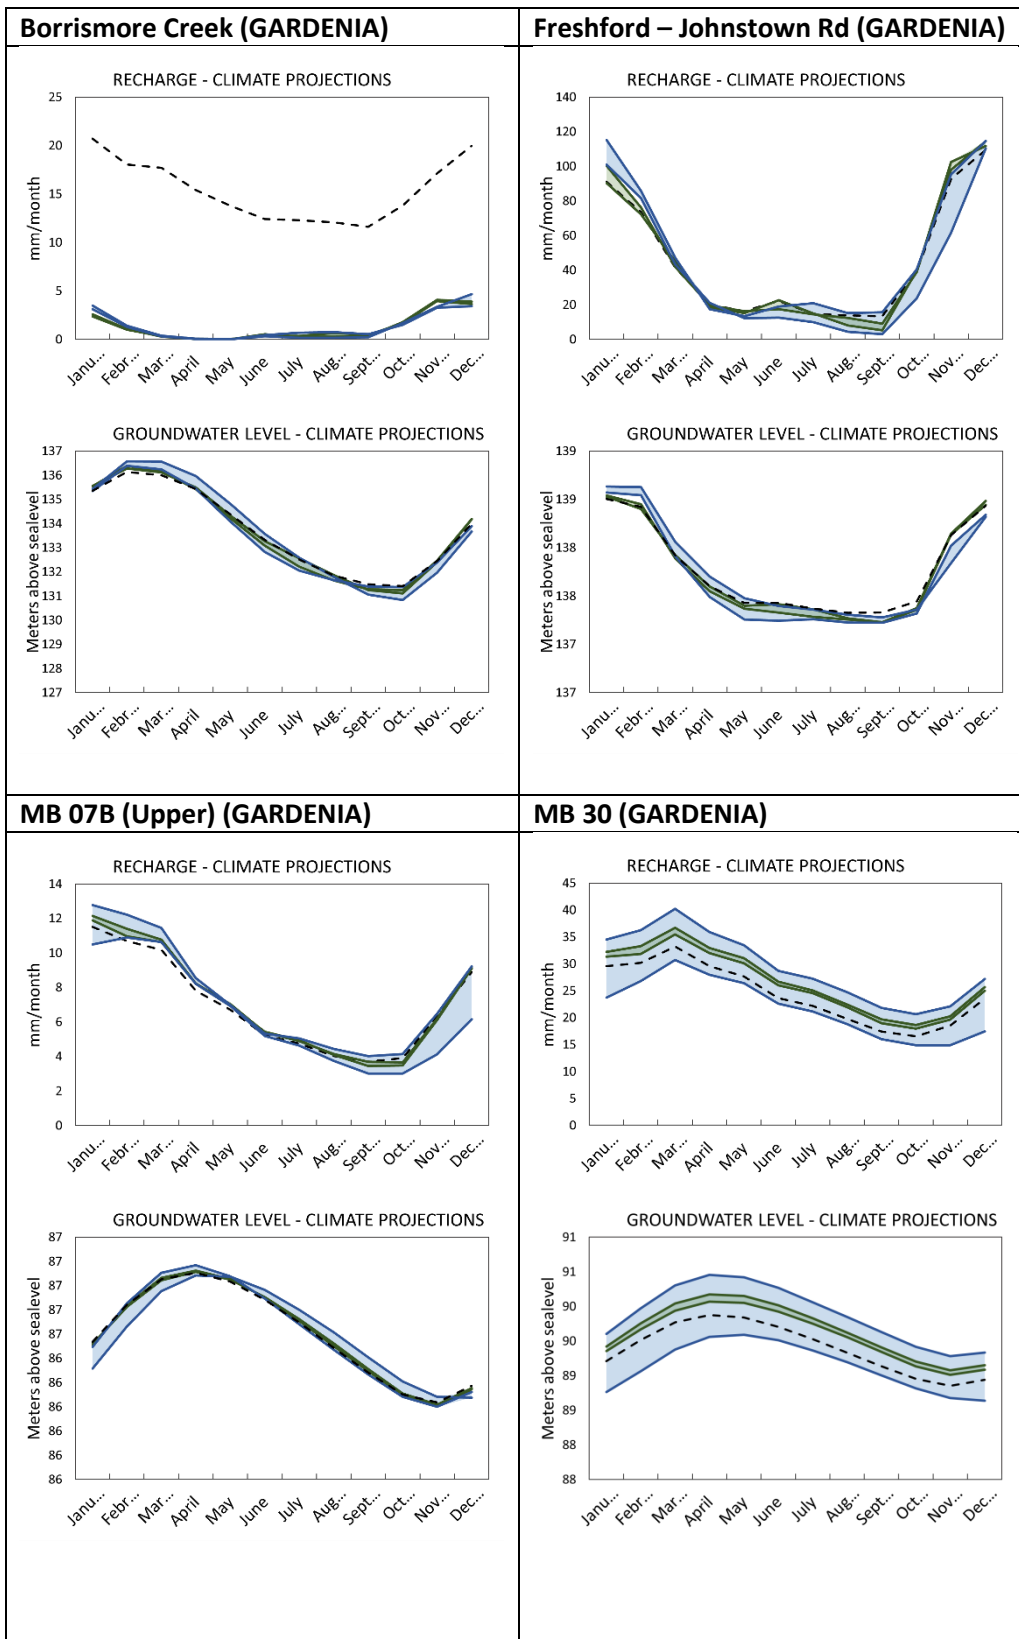 Borrismore Creek (GARDENIA)
RECHARGE - CLIMATE PROJECTIONS
mm/month
25
20
15
10
5
0
Janu...
Febr...
Mar...
April
May
June
July
Aug...
Sept...
Oct...
Nov...
Dec...
GROUNDWATER LEVEL - CLIMATE PROJECTIONS
Meters above sealevel
137
136
135
134
133
132
131
130
129
128
127
Janu...
Febr...
Mar...
April
May
June
July
Aug...
Sept...
Oct...
Nov...
Dec...
Freshford – Johnstown Rd (GARDENIA)
RECHARGE - CLIMATE PROJECTIONS
mm/month
140
120
100
80
60
40
20
0
Janu...
Febr...
Mar...
April
May
June
July
Aug...
Sept...
Oct...
Nov...
Dec...
GROUNDWATER LEVEL - CLIMATE PROJECTIONS
Meters above sealevel
139
139
138
138
137
137
Janu...
Febr...
Mar...
April
May
June
July
Aug...
Sept...
Oct...
Nov...
Dec...
MB 07B (Upper) (GARDENIA)
RECHARGE - CLIMATE PROJECTIONS
mm/month
14
12
10
8
6
4
2
0
Janu...
Febr...
Mar...
April
May
June
July
Aug...
Sept...
Oct...
Nov...
Dec...
GROUNDWATER LEVEL - CLIMATE PROJECTIONS
Meters above sealevel
87
87
87
87
87
86
86
86
86
86
86
Janu...
Febr...
Mar...
April
May
June
July
Aug...
Sept...
Oct...
Nov...
Dec...
MB 30 (GARDENIA)
RECHARGE - CLIMATE PROJECTIONS
mm/month
45
40
35
30
25
20
15
10
5
0
Janu...
Febr...
Mar...
April
May
June
July
Aug...
Sept...
Oct...
Nov...
Dec...
GROUNDWATER LEVEL - CLIMATE PROJECTIONS
Meters above sealevel
91
91
90
90
89
89
88
88
Janu...
Febr...
Mar...
April
May
June
July
Aug...
Sept...
Oct...
Nov...
Dec...